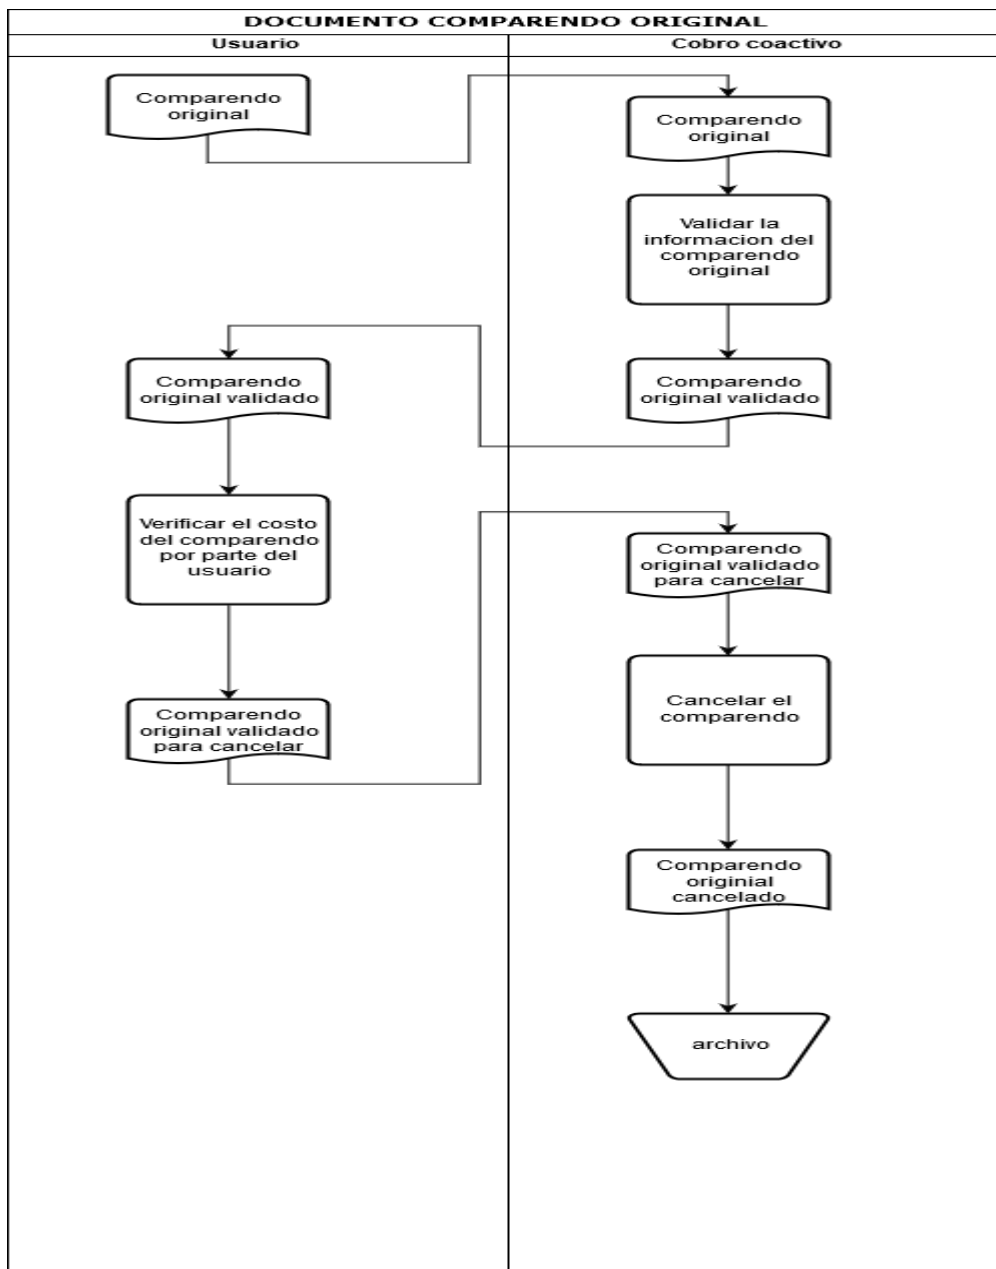 DOCUMENTO COMPARENDO ORIGINAL
Usuario
Cobro coactivo
Comparendo
original
Comparendo
original
Validar la
informacion del
comparendo
original
Comparendo
original validado
Comparendo
original validado
Verificar el costo
del comparendo
por parte del
usuario
Comparendo
original validado
para cancelar
Comparendo
original validado
para cancelar
Cancelar el
comparendo
Comparendo
originial
cancelado
archivo